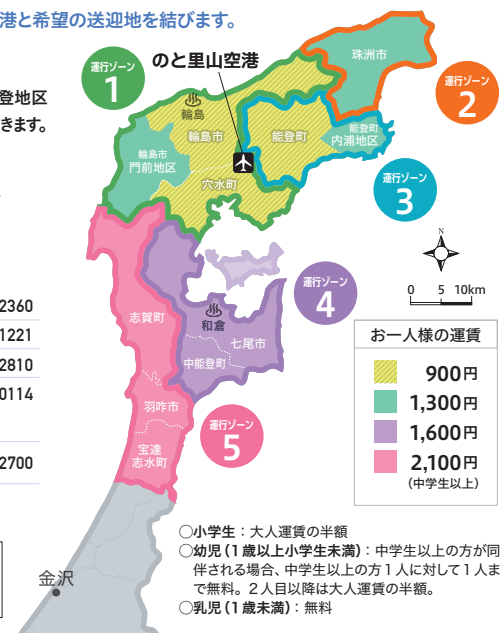 港と希望の送迎地を結びます。
登地区
きます。
2360
1221
2810
0114
2700
運行ゾーン
1
のと里山空港
珠洲市
運行ゾーン
2
輪島
輪島市
能登町
能登町
内浦地区
輪島市
門前地区
穴水町
運行ゾーン
3
N
0 5 10km
運行ゾーン
4
志賀町
和倉
七尾市
中能登町
羽咋市
運行ゾーン
5
宝達
志水町
金沢
お一人様の運賃
900円
1,300円
1,600円
2,100円
(中学生以上)
○小学生：大人運賃の半額
○幼児(1歳以上小学生未満)：中学生以上の方が同
伴される場合、中学生以上の方1人に対して1人ま
で無料。2人目以降は大人運賃の半額。
○乳児(1歳未満)：無料